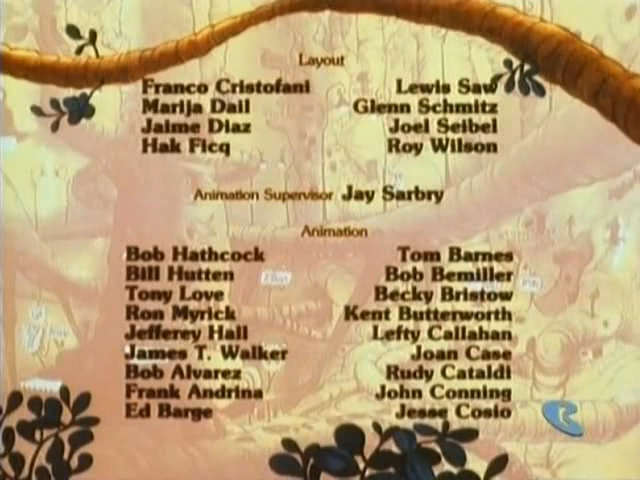 Layout
Franco Cristofani Lewis Saw
Marija Dail Glenn Schmitz
Jaime Diaz Joel Seibel
Hak Ficq Roy Wilson
Animation Supervisor Jay Sarbry
Animation
Bob Hathcock Tom Barnes
Bill Hutten Bob Bemiller
Tony Love Becky Bristow
Ron Myrick Kent Butterworth
Jefferey Hall Lefty Callahan
James T. Walker Joan Case
Bob Alvarez Rudy Cataldi
Frank Andrina John Conning
Ed Barge Jesse Cosio